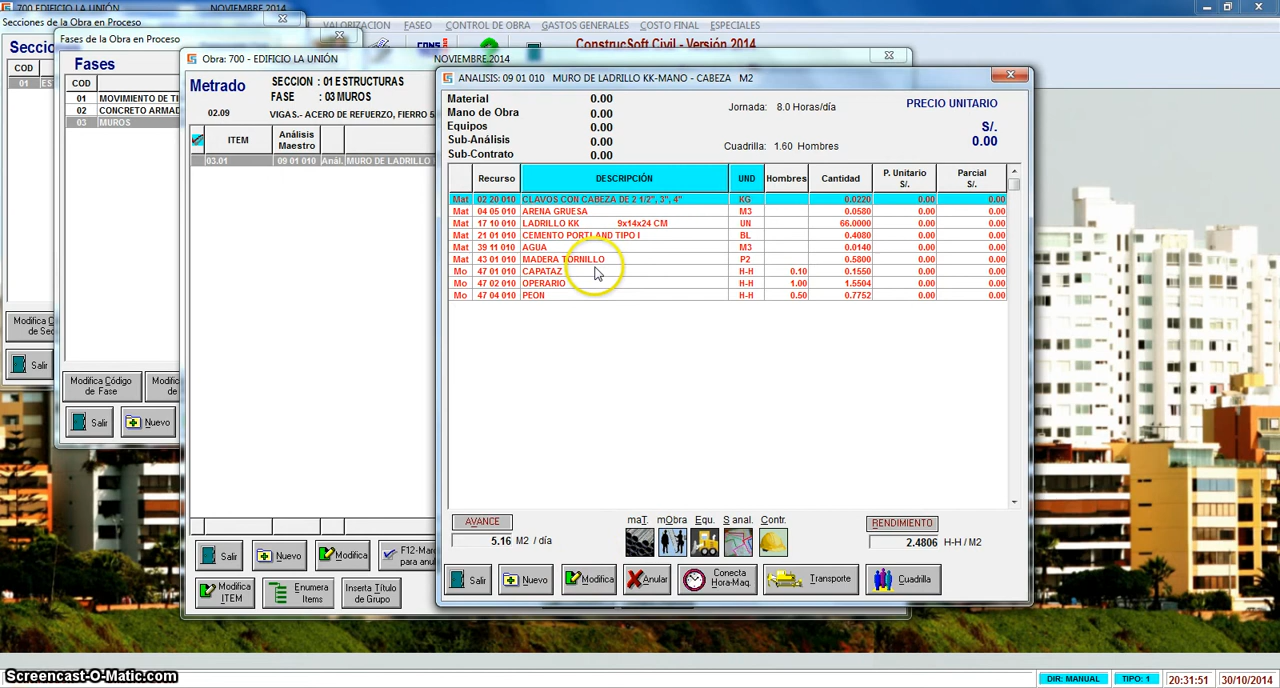 700 EDIFICIO LA UNIÓN NOVIEMBRE.2014
VALORIZACION FASEO CONTROL DE OBRA GASTOS GENERALES COSTO FINAL ESPECIALES
ConstrucSoft Civil - Versión 2014
Secciones de la Obra en Proceso
Seccio
COD
01 ES
Modifica C
de Sec
Salir
Fases de la Obra en Proceso
Fases
COD
01 MOVIMIENTO DE TI
02 CONCRETO ARMAD
03 MUROS
Modifica Código
de Fase
Modific
de
Salir
Nuevo
Obra: 700 - EDIFICIO LA UNIÓN NOVIEMBRE.2014
Metrado
SECCION : 01 ESTRUCTURAS
FASE : 03 MUROS
02.09 VIGAS.- ACERO DE REFUERZO, FIERRO 5
ITEM Análisis Maestro
03.01 09 01 010 Anál. MURO DE LADRILLO
Salir
Nuevo
Modifica
F12-Mar
para anul
Modifica
ITEM
Enumera
Items
Inserta Título
de Grupo
ANALISIS: 09 01 010 MURO DE LADRILLO KK-MANO - CABEZA M2
Material 0.00
Mano de Obra 0.00
Equipos 0.00
Sub-Análisis 0.00
Sub-Contrato 0.00
Jornada: 8.0 Horas/día
Cuadrilla: 1.60 Hombres
PRECIO UNITARIO
S/.
0.00
Recurso DESCRIPCIÓN UND Hombres Cantidad P. Unitario S/. Parcial S/.
Mat 02 20 010 CLAVOS CON CABEZA DE 2 1/2", 3", 4" KG 0.0220 0.00 0.00
Mat 04 05 010 ARENA GRUESA M3 0.0580 0.00 0.00
Mat 17 10 010 LADRILLO KK 9x14x24 CM UN 66.0000 0.00 0.00
Mat 21 01 010 CEMENTO PORTLAND TIPO I BL 0.4080 0.00 0.00
Mat 39 11 010 AGUA M3 0.0140 0.00 0.00
Mat 43 01 010 MADERA TORNILLO P2 0.5800 0.00 0.00
Mo 47 01 010 CAPATAZ H-H 0.10 0.1550 0.00 0.00
Mo 47 02 010 OPERARIO H-H 1.00 1.5504 0.00 0.00
Mo 47 04 010 PEON H-H 0.50 0.7752 0.00 0.00
AVANCE
5.16 M2 / día
maT. mObra Equ. S anal. Contr.
RENDIMIENTO
2.4806 H-H / M2
Salir
Nuevo
Modifica
Anular
Conecta
Hora-Maq.
Transporte
Cuadrilla
Screencast-O-Matic.com
DIR: MANUAL TIPO: 1 20:31:51 30/10/2014